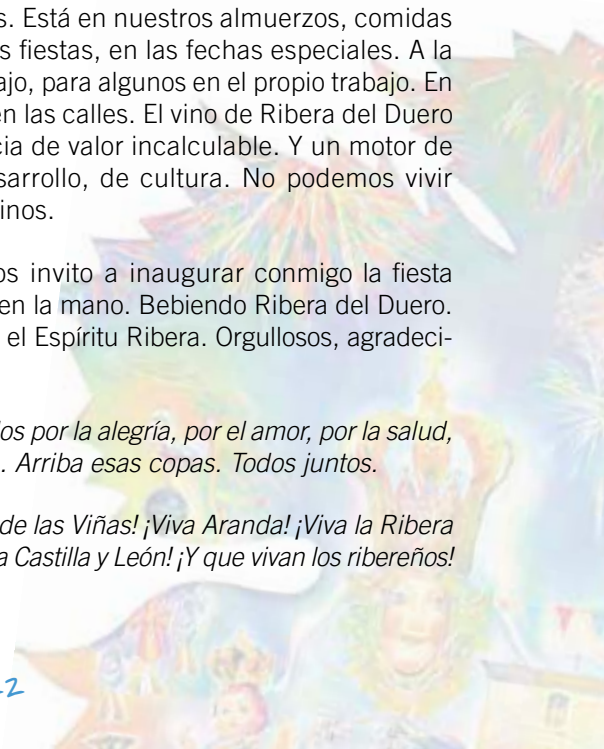 s. Está en nuestros almuerzos, comidas
s fiestas, en las fechas especiales. A la
ajo, para algunos en el propio trabajo. En
en las calles. El vino de Ribera del Duero
cia de valor incalculable. Y un motor de
sarrollo, de cultura. No podemos vivir
inos.
os invito a inaugurar conmigo la fiesta
en la mano. Bebiendo Ribera del Duero.
el Espíritu Ribera. Orgullosos, agradeci-
los por la alegría, por el amor, por la salud,
. Arriba esas copas. Todos juntos.
de las Viñas! ¡Viva Aranda! ¡Viva la Ribera
a Castilla y León! ¡Y que vivan los ribereños!
2